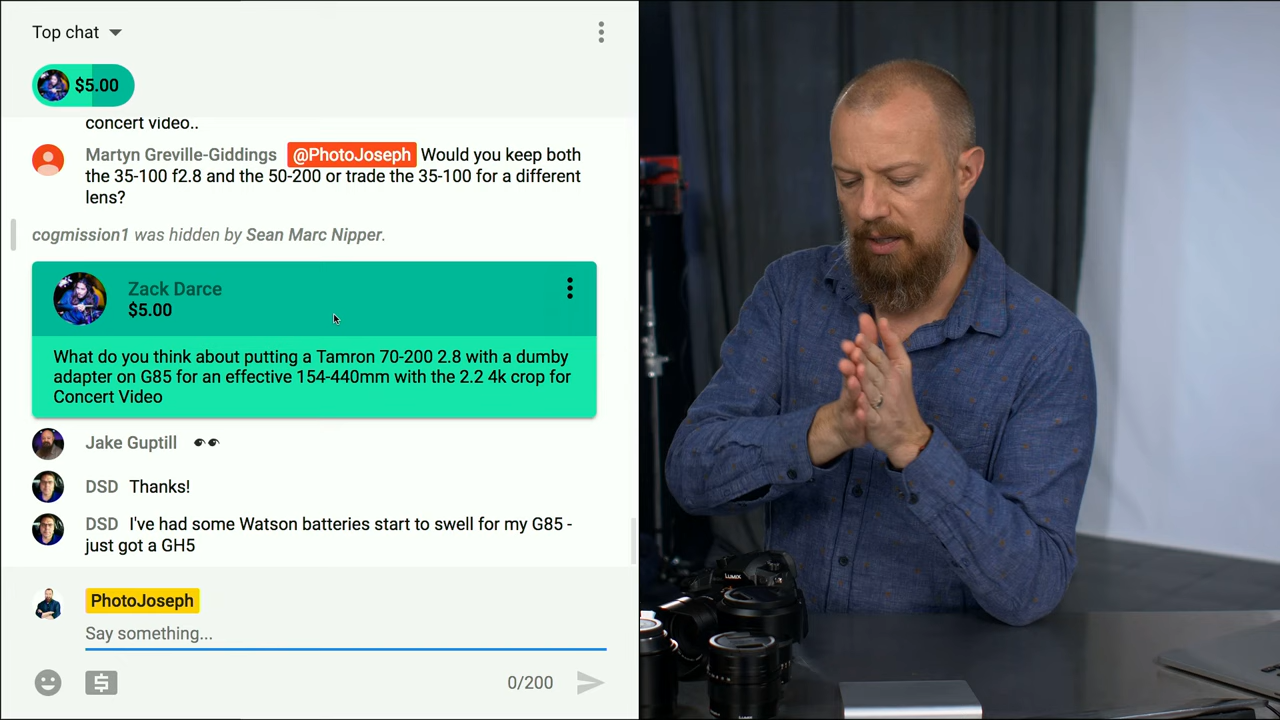 Top chat
$5.00
concert video..
Martyn Greville-Giddings @PhotoJoseph Would you keep both
the 35-100 f2.8 and the 50-200 or trade the 35-100 for a different
lens?
cogmission1 was hidden by Sean Marc Nipper.
Zack Darce
$5.00
What do you think about putting a Tamron 70-200 2.8 with a dumby
adapter on G85 for an effective 154-440mm with the 2.2 4k crop for
Concert Video
Jake Guptill
DSD Thanks!
DSD I've had some Watson batteries start to swell for my G85 -
just got a GH5
PhotoJoseph
Say something...
0/200
LUMIX
LUMIX